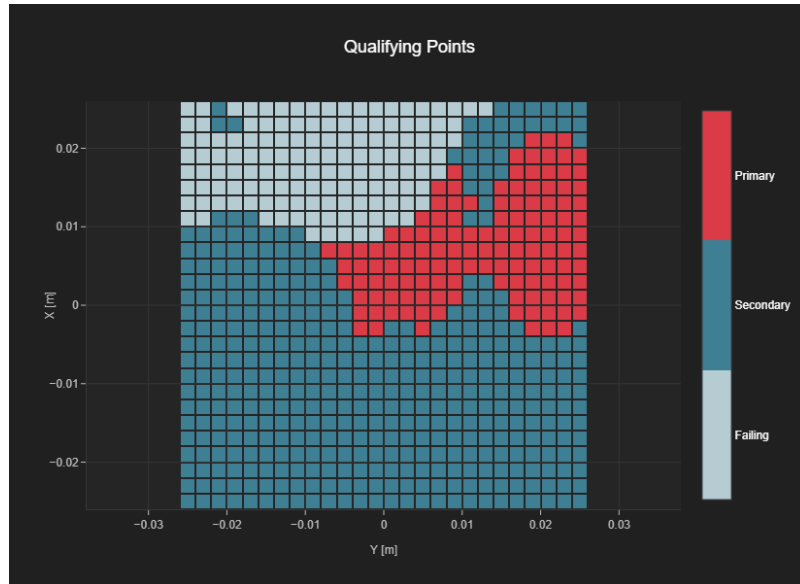 Qualifying Points
Primary
Secondary
Failing
X [m]
0.02
0.01
0
−0.01
−0.02
−0.03
−0.02
−0.01
0
0.01
0.02
0.03
Y [m]